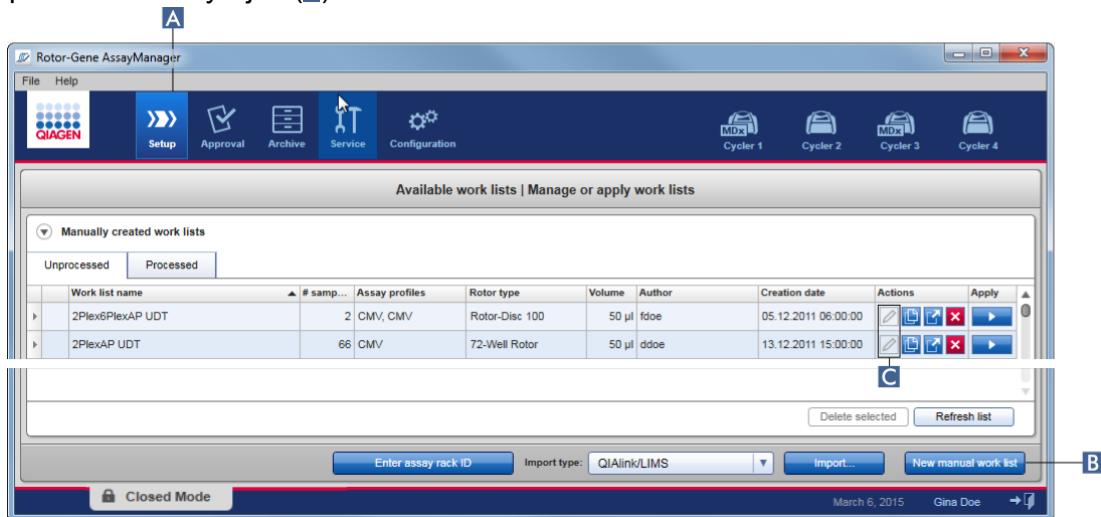 A
Rotor-Gene AssayManager
File Help
QIAGEN
Setup Approval Archive Service Configuration
MDx MDx
Cycler 1 Cycler 2 Cycler 3 Cycler 4
Available work lists | Manage or apply work lists
Manually created work lists
Unprocessed Processed
Work list name # samp... Assay profiles Rotor type Volume Author Creation date Actions Apply
2Plex6PlexAP UDT 2 CMV, CMV Rotor-Disc 100 50 µl fdoe 05.12.2011 06:00:00
2PlexAP UDT 66 CMV 72-Well Rotor 50 µl ddoe 13.12.2011 15:00:00
C
Delete selected Refresh list
Enter assay rack ID Import type: QIAlink/LIMS Import... New manual work list B
Closed Mode March 6, 2015 Gina Doe